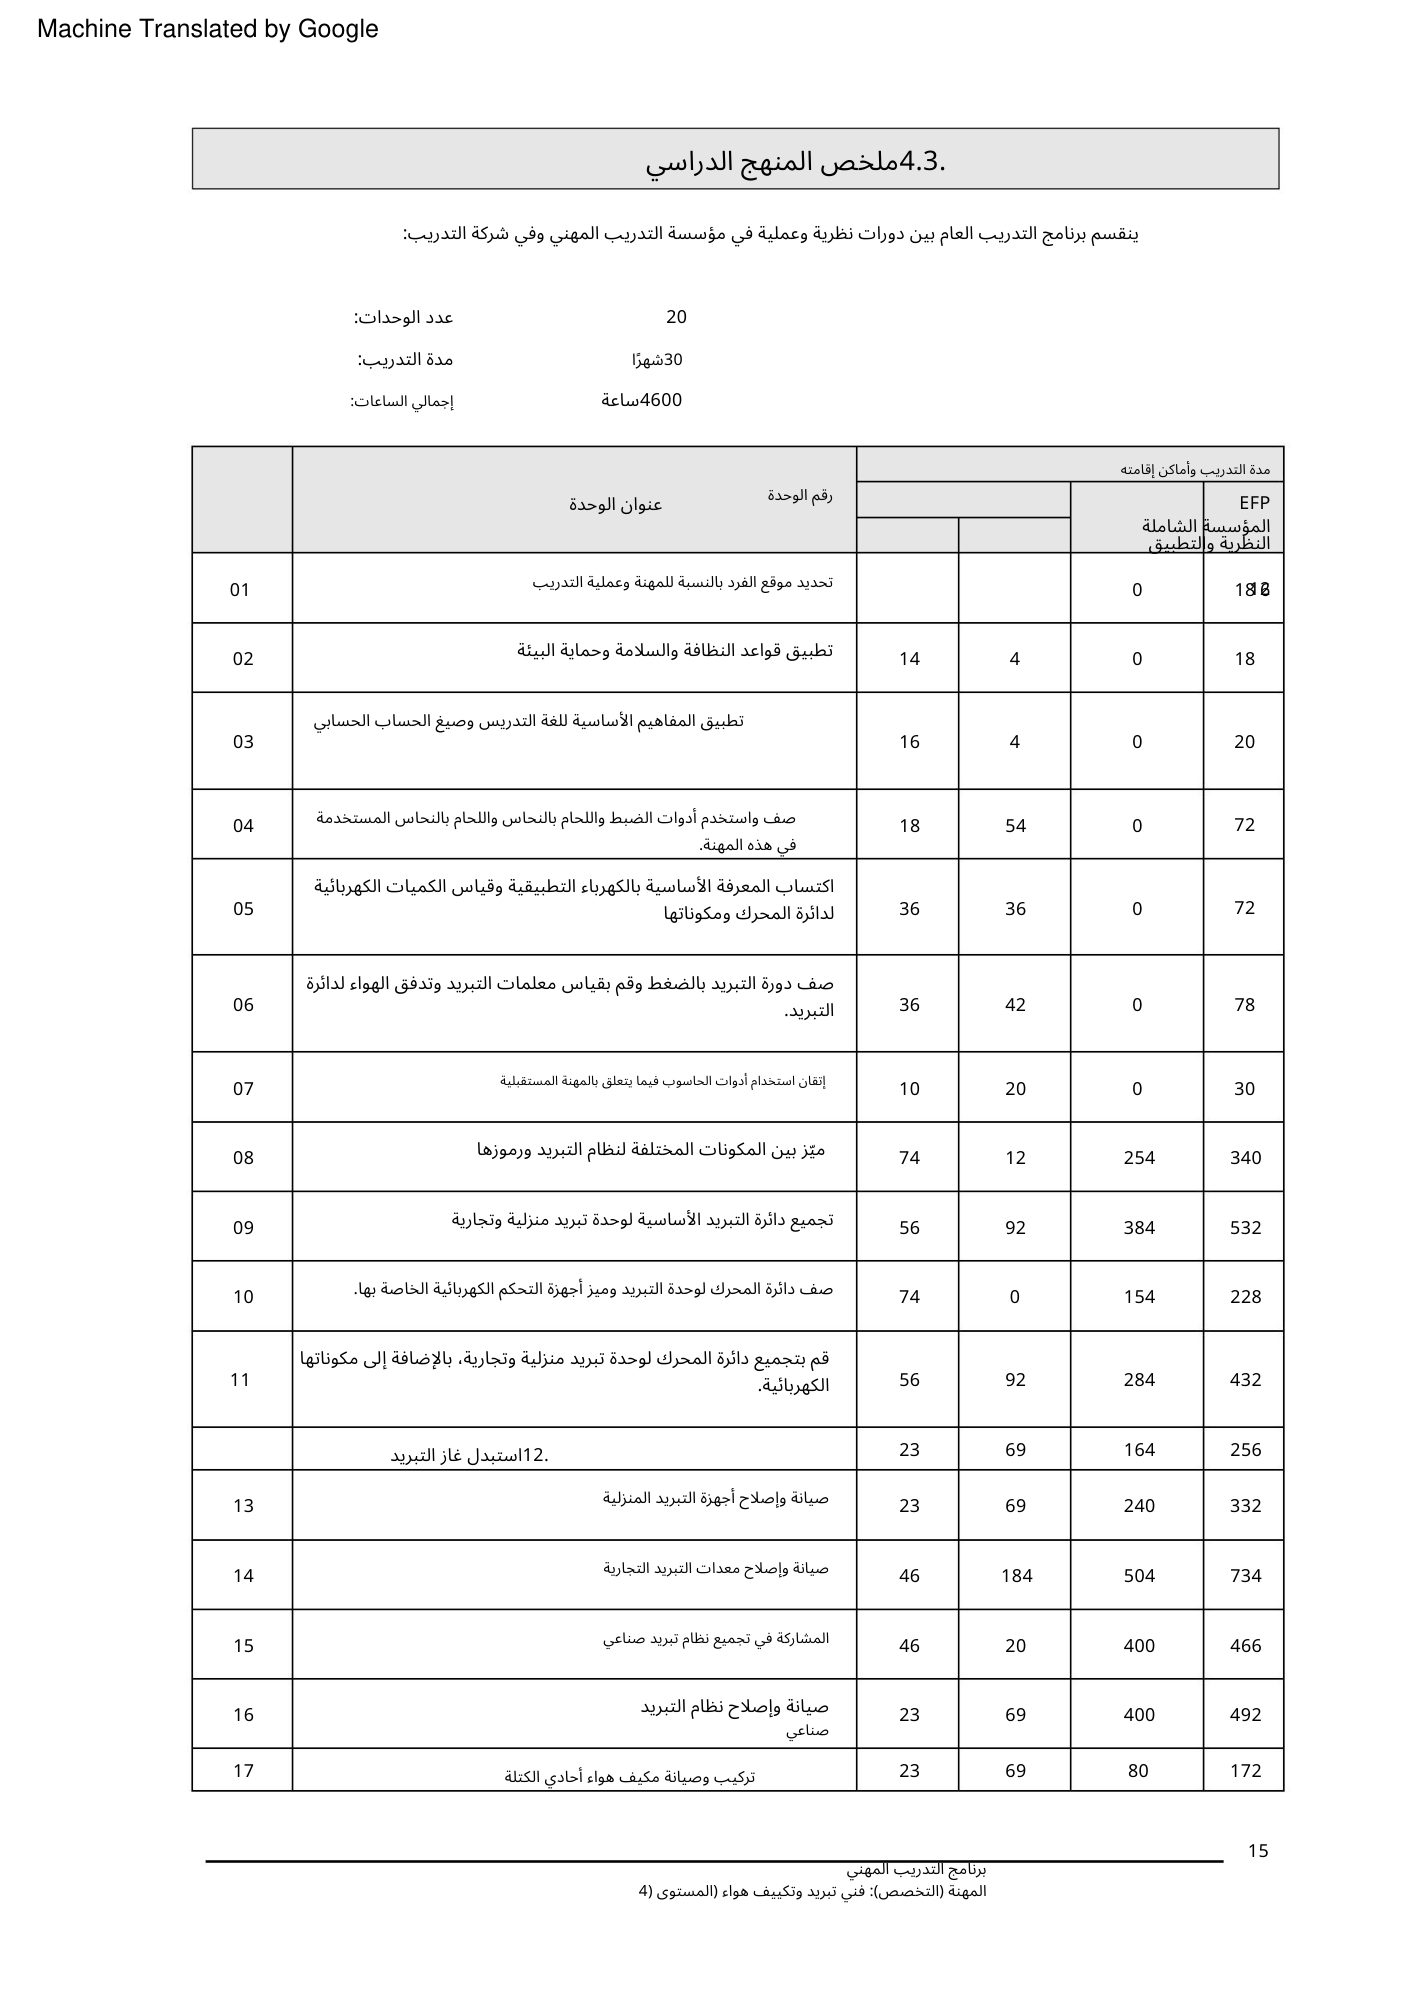 Machine Translated by Google
.4.3ملخص المنهج الدراسي
ينقسم برنامج التدريب العام بين دورات نظرية وعملية في مؤسسة التدريب المهني وفي شركة التدريب:
عدد الوحدات: 20
مدة التدريب: 30شهرًا
إجمالي الساعات: 4600ساعة
مدة التدريب وأماكن إقامته
رقم الوحدة
عنوان الوحدة
EFP
المؤسسة الشاملة
النظرية والتطبيق
01 تحديد موقع الفرد بالنسبة للمهنة وعملية التدريب 0 18 12 6
02 تطبيق قواعد النظافة والسلامة وحماية البيئة 14 4 0 18
03 تطبيق المفاهيم الأساسية للغة التدريس وصيغ الحساب الحسابي 16 4 0 20
04 صف واستخدم أدوات الضبط واللحام بالنحاس واللحام بالنحاس المستخدمة 18 54 0 72
في هذه المهنة.
05 اكتساب المعرفة الأساسية بالكهرباء التطبيقية وقياس الكميات الكهربائية 36 36 0 72
لدائرة المحرك ومكوناتها
06 صف دورة التبريد بالضغط وقم بقياس معلمات التبريد وتدفق الهواء لدائرة 36 42 0 78
التبريد.
07 إتقان استخدام أدوات الحاسوب فيما يتعلق بالمهنة المستقبلية 10 20 0 30
08 ميّز بين المكونات المختلفة لنظام التبريد ورموزها 74 12 254 340
09 تجميع دائرة التبريد الأساسية لوحدة تبريد منزلية وتجارية 56 92 384 532
10 صف دائرة المحرك لوحدة التبريد وميز أجهزة التحكم الكهربائية الخاصة بها. 74 0 154 228
11 قم بتجميع دائرة المحرك لوحدة تبريد منزلية وتجارية، بالإضافة إلى مكوناتها 56 92 284 432
الكهربائية.
.12استبدل غاز التبريد 23 69 164 256
13 صيانة وإصلاح أجهزة التبريد المنزلية 23 69 240 332
14 صيانة وإصلاح معدات التبريد التجارية 46 184 504 734
15 المشاركة في تجميع نظام تبريد صناعي 46 20 400 466
16 صيانة وإصلاح نظام التبريد 23 69 400 492
صناعي
17 تركيب وصيانة مكيف هواء أحادي الكتلة 23 69 80 172
15
برنامج التدريب المهني
المهنة (التخصص): فني تبريد وتكييف هواء (المستوى 4)